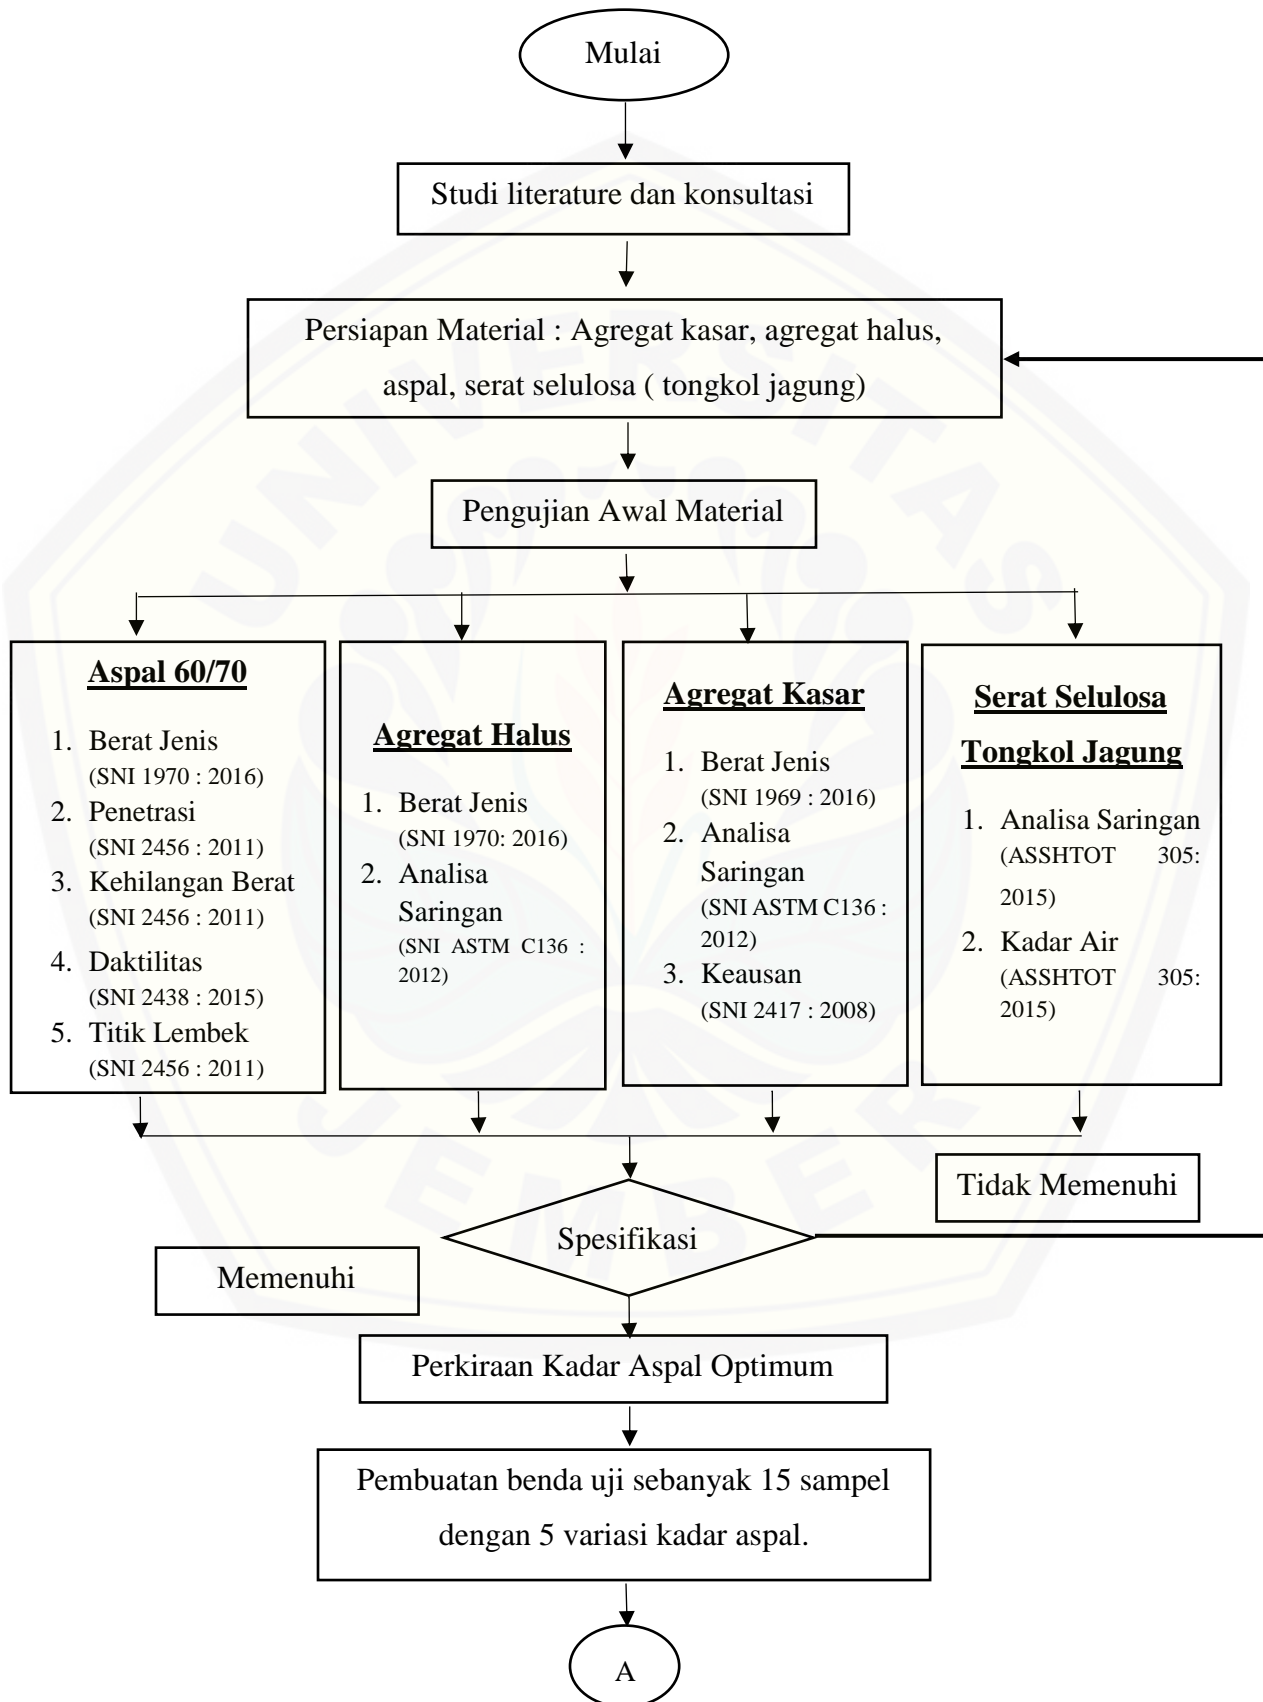 Mulai
Studi literature dan konsultasi
Persiapan Material : Agregat kasar, agregat halus,
aspal, serat selulosa ( tongkol jagung)
Pengujian Awal Material
Aspal 60/70
1. Berat Jenis
(SNI 1970 : 2016)
2. Penetrasi
(SNI 2456 : 2011)
3. Kehilangan Berat
(SNI 2456 : 2011)
4. Daktilitas
(SNI 2438 : 2015)
5. Titik Lembek
(SNI 2456 : 2011)
Agregat Halus
1. Berat Jenis
(SNI 1970: 2016)
2. Analisa
Saringan
(SNI ASTM C136 :
2012)
Agregat Kasar
1. Berat Jenis
(SNI 1969 : 2016)
2. Analisa
Saringan
(SNI ASTM C136 :
2012)
3. Keausan
(SNI 2417 : 2008)
Serat Selulosa
Tongkol Jagung
1. Analisa Saringan
(ASSHTOT 305:
2015)
2. Kadar Air
(ASSHTOT 305:
2015)
Tidak Memenuhi
Spesifikasi
Memenuhi
Perkiraan Kadar Aspal Optimum
Pembuatan benda uji sebanyak 15 sampel
dengan 5 variasi kadar aspal.
A
UNIVERSITAS
JEMBER